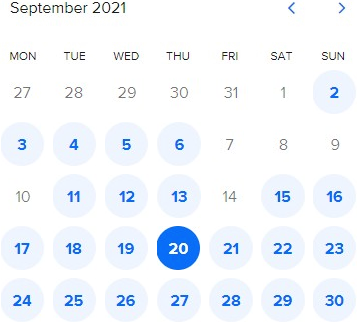 September 2021
MON TUE WED THU FRI SAT SUN
27 28 29 30 31 1 2
3 4 5 6 7 8 9
10 11 12 13 14 15 16
17 18 19 20 21 22 23
24 25 26 27 28 29 30